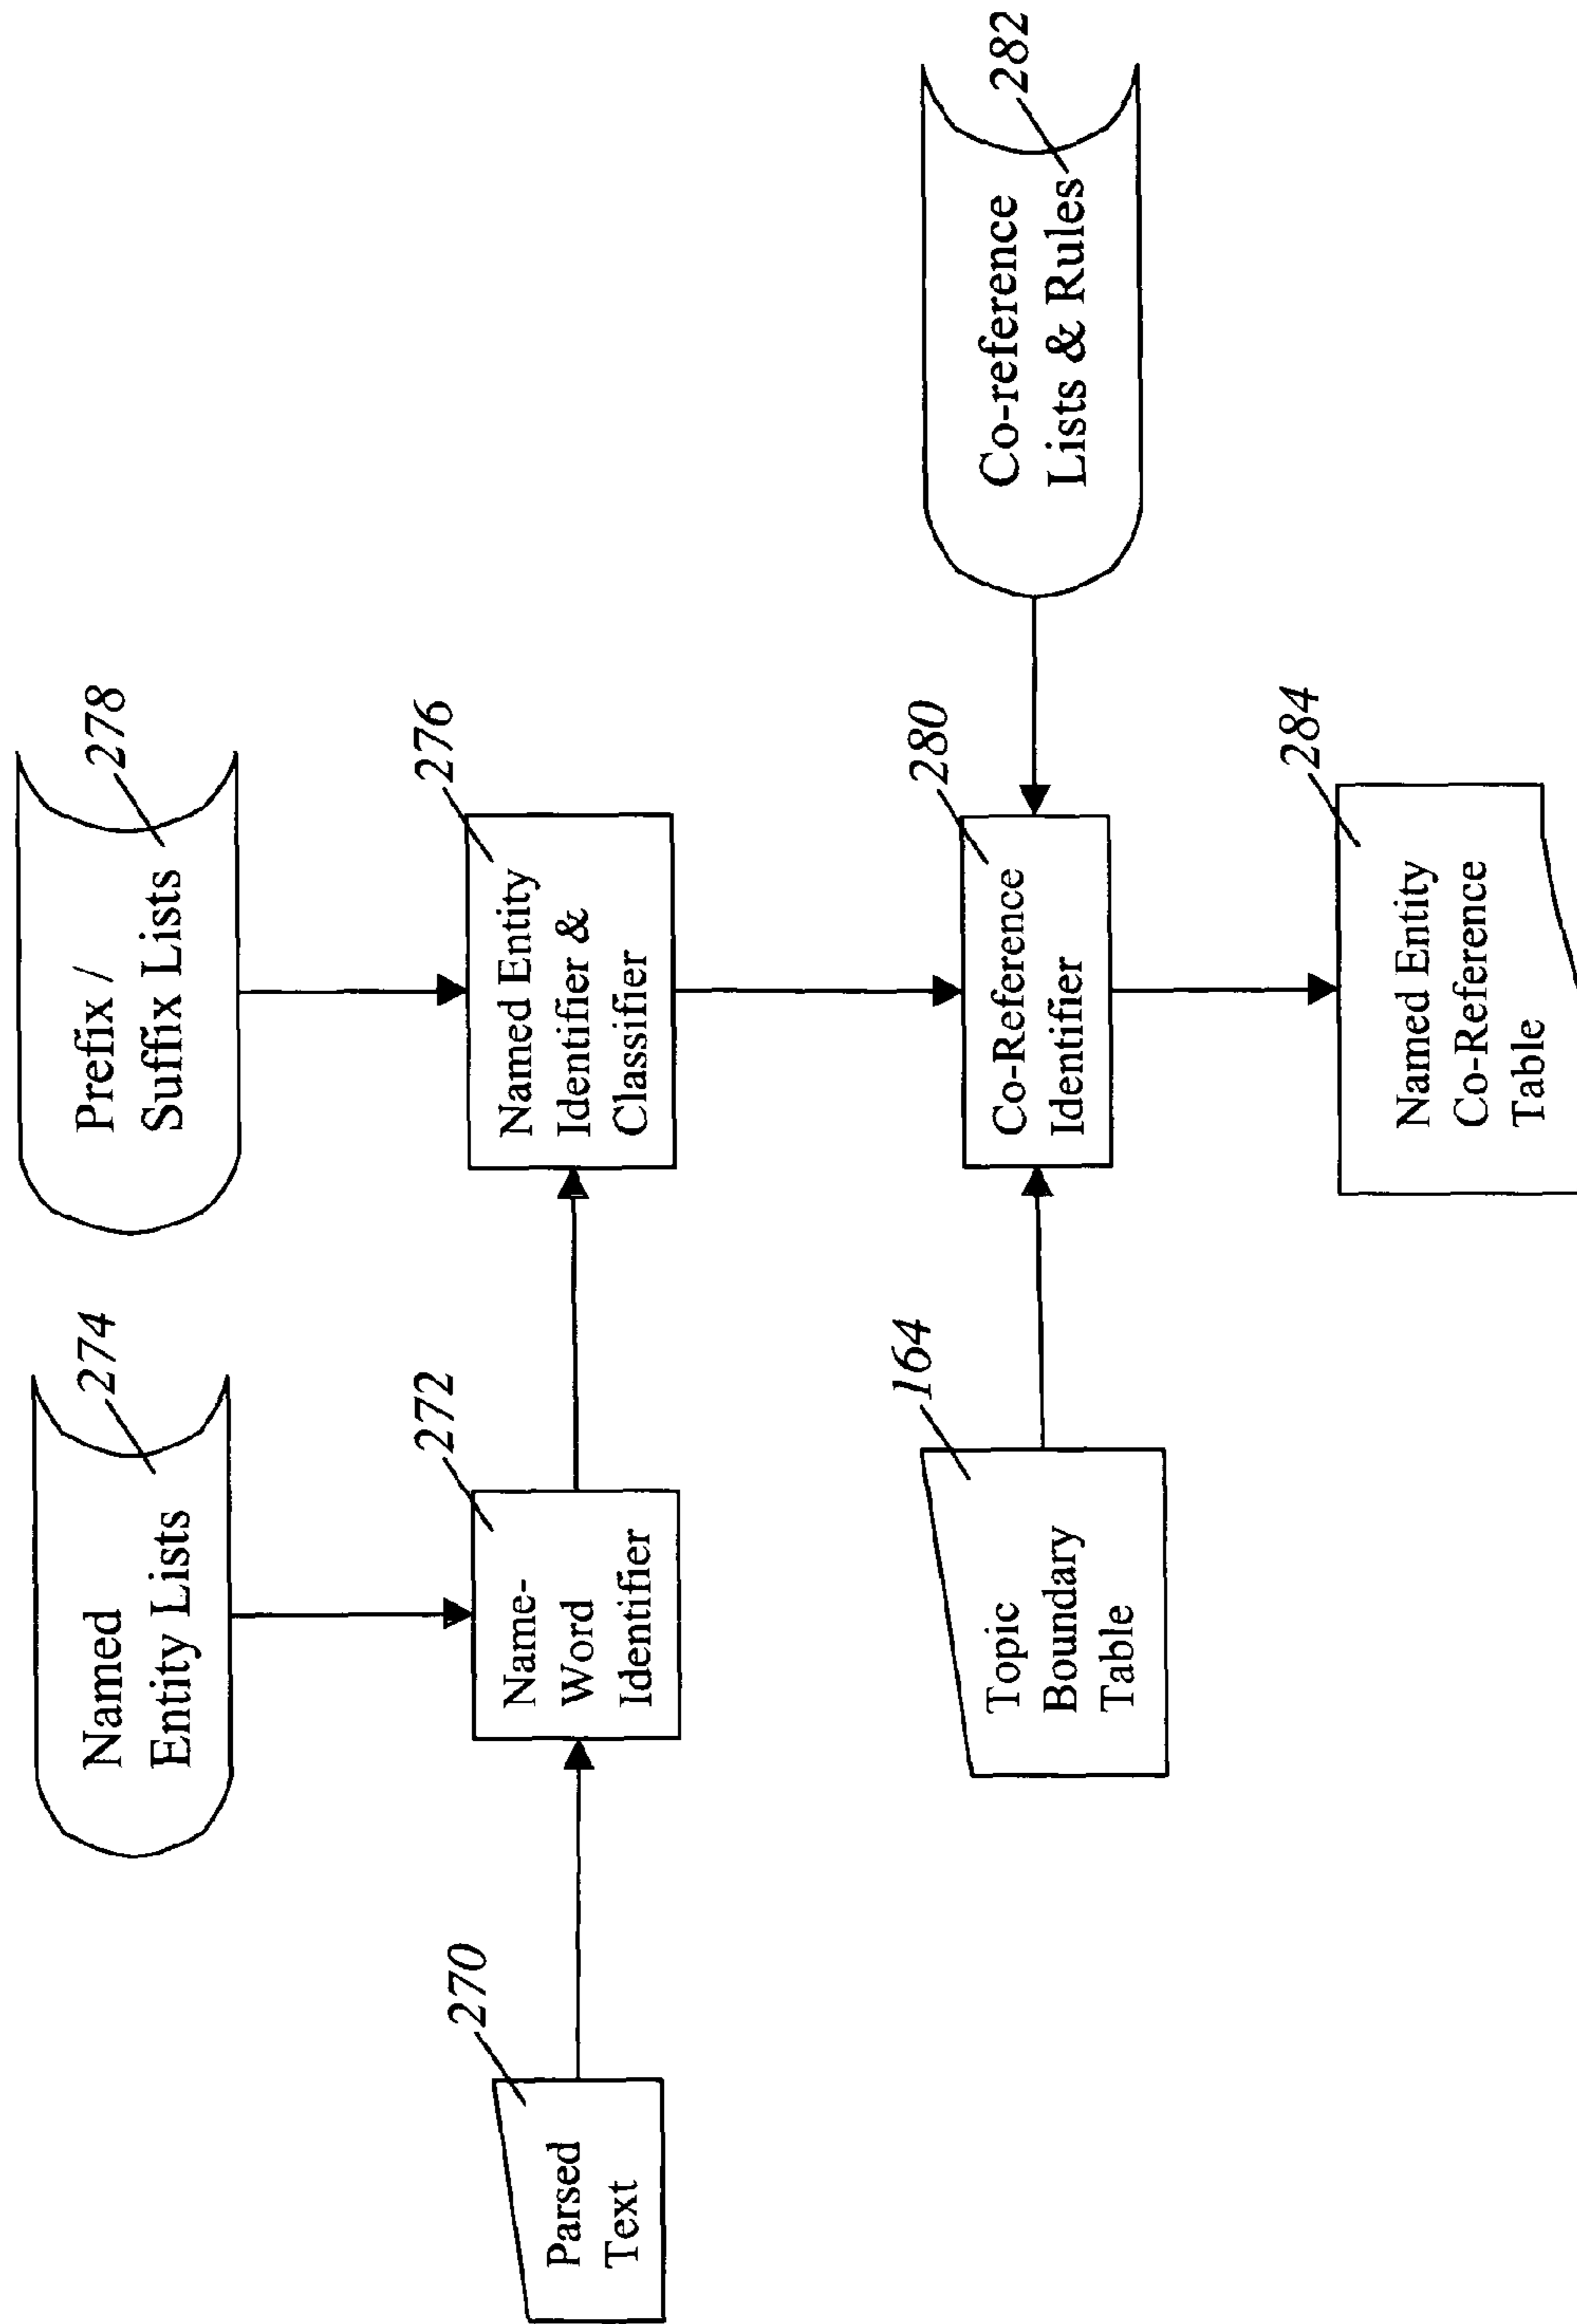 Named
Entity Lists
274
Prefix /
Suffix Lists
278
Parsed
Text
270
Name-
Word
Identifier
272
Named Entity
Identifier &
Classifier
276
Topic
Boundary
Table
164
Co-Reference
Identifier
280
Co-reference
Lists & Rules
282
Named Entity
Co-Reference
Table
284